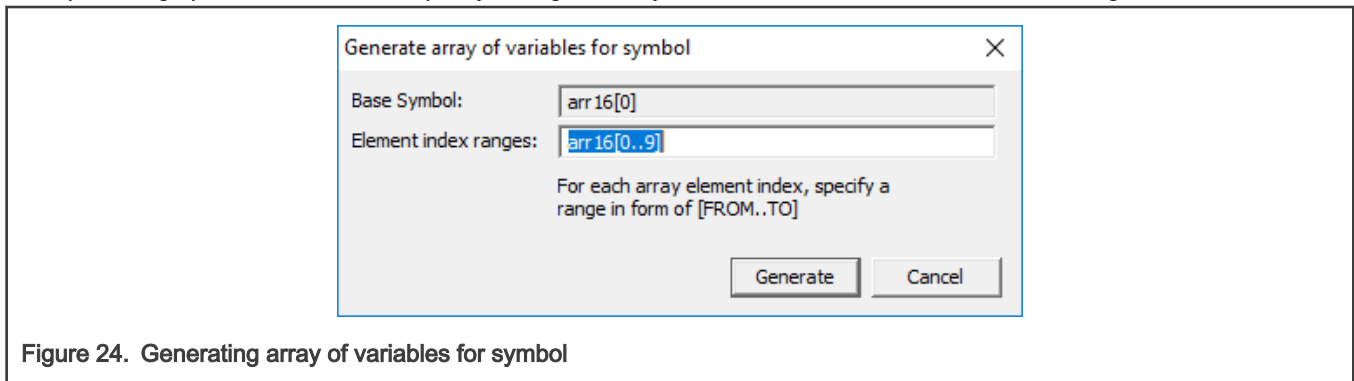 Generate array of variables for symbol
Base Symbol: arr16[0]
Element index ranges: arr16[0..9]
For each array element index, specify a
range in form of [FROM..TO]
Generate Cancel
Figure 24. Generating array of variables for symbol